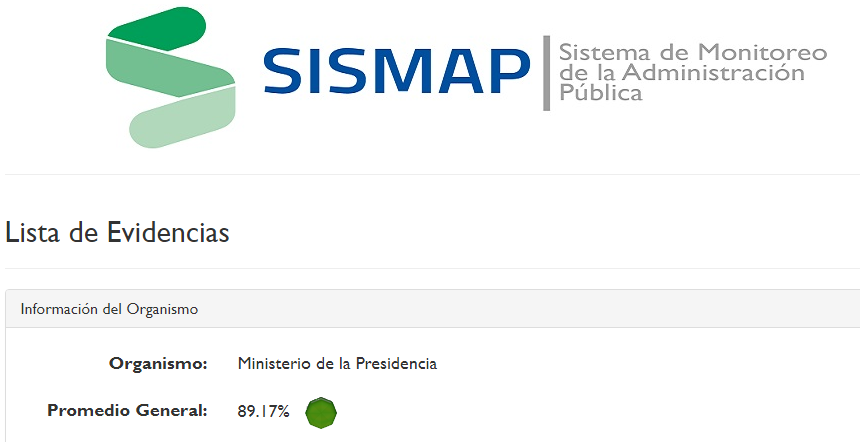 SISMAP
Sistema de Monitoreo
de la Administración
Pública
Lista de Evidencias
Información del Organismo
Organismo: Ministerio de la Presidencia
Promedio General: 89.17%